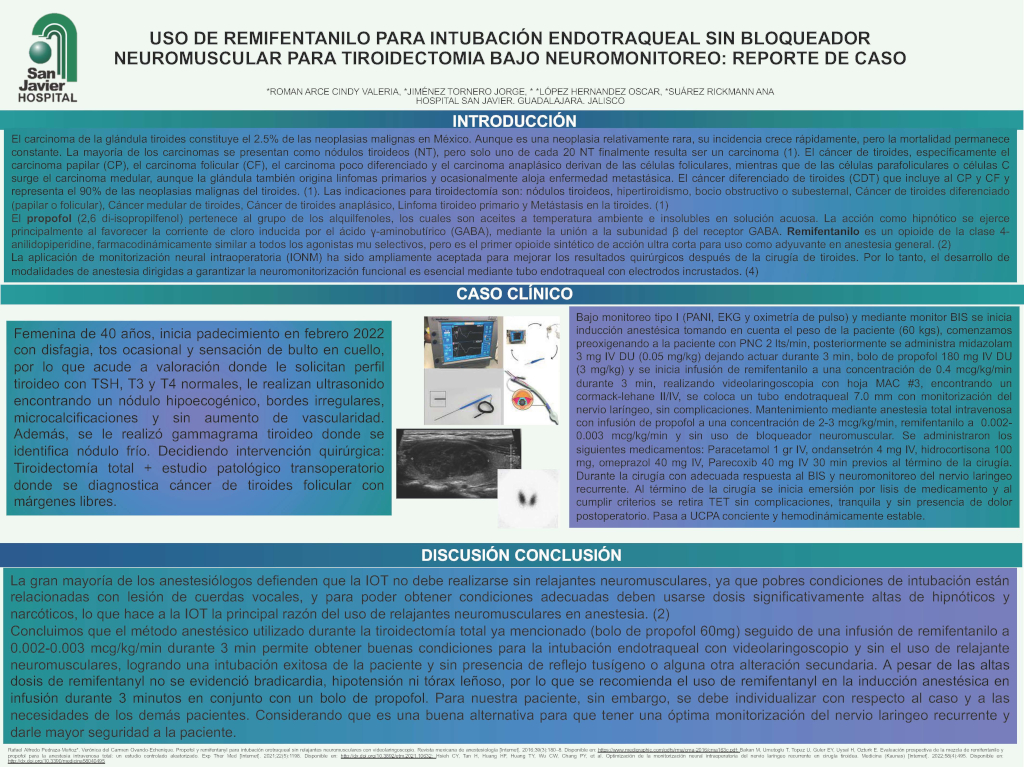 San
Javier
HOSPITAL
USO DE REMIFENTANILO PARA INTUBACIÓN ENDOTRAQUEAL SIN BLOQUEADOR
NEUROMUSCULAR PARA TIROIDECTOMIA BAJO NEUROMONITOREO: REPORTE DE CASO
*ROMAN ARCE CINDY VALERIA, *JIMÉNEZ TORNERO JORGE, * *LÓPEZ HERNANDEZ OSCAR, *SUÁREZ RICKMANN ANA
HOSPITAL SAN JAVIER. GUADALAJARA. JALISCO
INTRODUCCIÓN
El carcinoma de la glándula tiroides constituye el 2.5% de las neoplasias malignas en México. Aunque es una neoplasia relativamente rara, su incidencia crece rápidamente, pero la mortalidad permanece
constante. La mayoría de los carcinomas se presentan como nódulos tiroideos (NT), pero solo uno de cada 20 NT finalmente resulta ser un carcinoma (1). El cáncer de tiroides, específicamente el
carcinoma papilar (CP), el carcinoma folicular (CF), el carcinoma poco diferenciado y el carcinoma anaplásico derivan de las células foliculares, mientras que de las células parafoliculares o células C
surge el carcinoma medular, aunque la glándula también origina linfomas primarios y ocasionalmente aloja enfermedad metastásica. El cáncer diferenciado de tiroides (CDT) que incluye al CP y CF y
representa el 90% de las neoplasias malignas del tiroides. (1). Las indicaciones para tiroidectomía son: nódulos tiroideos, hipertiroidismo, bocio obstructivo o subesternal, Cáncer de tiroides diferenciado
(papilar o folicular), Cáncer medular de tiroides, Cáncer de tiroides anaplásico, Linfoma tiroideo primario y Metástasis en la tiroides. (1)
El propofol (2,6 di-isopropilfenol) pertenece al grupo de los alquilfenoles, los cuales son aceites a temperatura ambiente e insolubles en solución acuosa. La acción como hipnótico se ejerce
principalmente al favorecer la corriente de cloro inducida por el ácido γ-aminobutírico (GABA), mediante la unión a la subunidad β del receptor GABA. Remifentanilo es un opioide de la clase 4-
anilidopiperidine, farmacodinámicamente similar a todos los agonistas mu selectivos, pero es el primer opioide sintético de acción ultra corta para uso como adyuvante en anestesia general. (2)
La aplicación de monitorización neural intraoperatoria (IONM) ha sido ampliamente aceptada para mejorar los resultados quirúrgicos después de la cirugía de tiroides. Por lo tanto, el desarrollo de
modalidades de anestesia dirigidas a garantizar la neuromonitorización funcional es esencial mediante tubo endotraqueal con electrodos incrustados. (4)
CASO CLÍNICO
Femenina de 40 años, inicia padecimiento en febrero 2022
con disfagia, tos ocasional y sensación de bulto en cuello,
por lo que acude a valoración donde le solicitan perfil
tiroideo con TSH, T3 y T4 normales, le realizan ultrasonido
encontrando un nódulo hipoecogénico, bordes irregulares,
microcalcificaciones y sin aumento de vascularidad.
Además, se le realizó gammagrama tiroideo donde se
identifica nódulo frío. Decidiendo intervención quirúrgica:
Tiroidectomía total + estudio patológico transoperatorio
donde se diagnostica cáncer de tiroides folicular con
márgenes libres.
Bajo monitoreo tipo I (PANI, EKG y oximetría de pulso) y mediante monitor BIS se inicia
inducción anestésica tomando en cuenta el peso de la paciente (60 kgs), comenzamos
preoxigenando a la paciente con PNC 2 lts/min, posteriormente se administra midazolam
3 mg IV DU (0.05 mg/kg) dejando actuar durante 3 min, bolo de propofol 180 mg IV DU
(3 mg/kg) y se inicia infusión de remifentanilo a una concentración de 0.4 mcg/kg/min
durante 3 min, realizando videolaringoscopia con hoja MAC #3, encontrando un
cormack-lehane II/IV, se coloca un tubo endotraqueal 7.0 mm con monitorización del
nervio laríngeo, sin complicaciones. Mantenimiento mediante anestesia total intravenosa
con infusión de propofol a una concentración de 2-3 mcg/kg/min, remifentanilo a 0.002-
0.003 mcg/kg/min y sin uso de bloqueador neuromuscular. Se administraron los
siguientes medicamentos: Paracetamol 1 gr IV, ondansetrón 4 mg IV, hidrocortisona 100
mg, omeprazol 40 mg IV, Parecoxib 40 mg IV 30 min previos al término de la cirugía.
Durante la cirugía con adecuada respuesta al BIS y neuromonitoreo del nervio laringeo
recurrente. Al término de la cirugía se inicia emersión por lisis de medicamento y al
cumplir criterios se retira TET sin complicaciones, tranquila y sin presencia de dolor
postoperatorio. Pasa a UCPA conciente y hemodinámicamente estable.
DISCUSIÓN CONCLUSIÓN
La gran mayoría de los anestesiólogos defienden que la IOT no debe realizarse sin relajantes neuromusculares, ya que pobres condiciones de intubación están
relacionadas con lesión de cuerdas vocales, y para poder obtener condiciones adecuadas deben usarse dosis significativamente altas de hipnóticos y
narcóticos, lo que hace a la IOT la principal razón del uso de relajantes neuromusculares en anestesia. (2)
Concluimos que el método anestésico utilizado durante la tiroidectomía total ya mencionado (bolo de propofol 60mg) seguido de una infusión de remifentanilo a
0.002-0.003 mcg/kg/min durante 3 min permite obtener buenas condiciones para la intubación endotraqueal con videolaringoscopio y sin el uso de relajante
neuromusculares, logrando una intubación exitosa de la paciente y sin presencia de reflejo tusígeno o alguna otra alteración secundaria. A pesar de las altas
dosis de remifentanyl no se evidenció bradicardia, hipotensión ni tórax leñoso, por lo que se recomienda el uso de remifentanyl en la inducción anestésica en
infusión durante 3 minutos en conjunto con un bolo de propofol. Para nuestra paciente, sin embargo, se debe individualizar con respecto al caso y a las
necesidades de los demás pacientes. Considerando que es una buena alternativa para que tener una óptima monitorización del nervio laringeo recurrente y
darle mayor seguridad a la paciente.